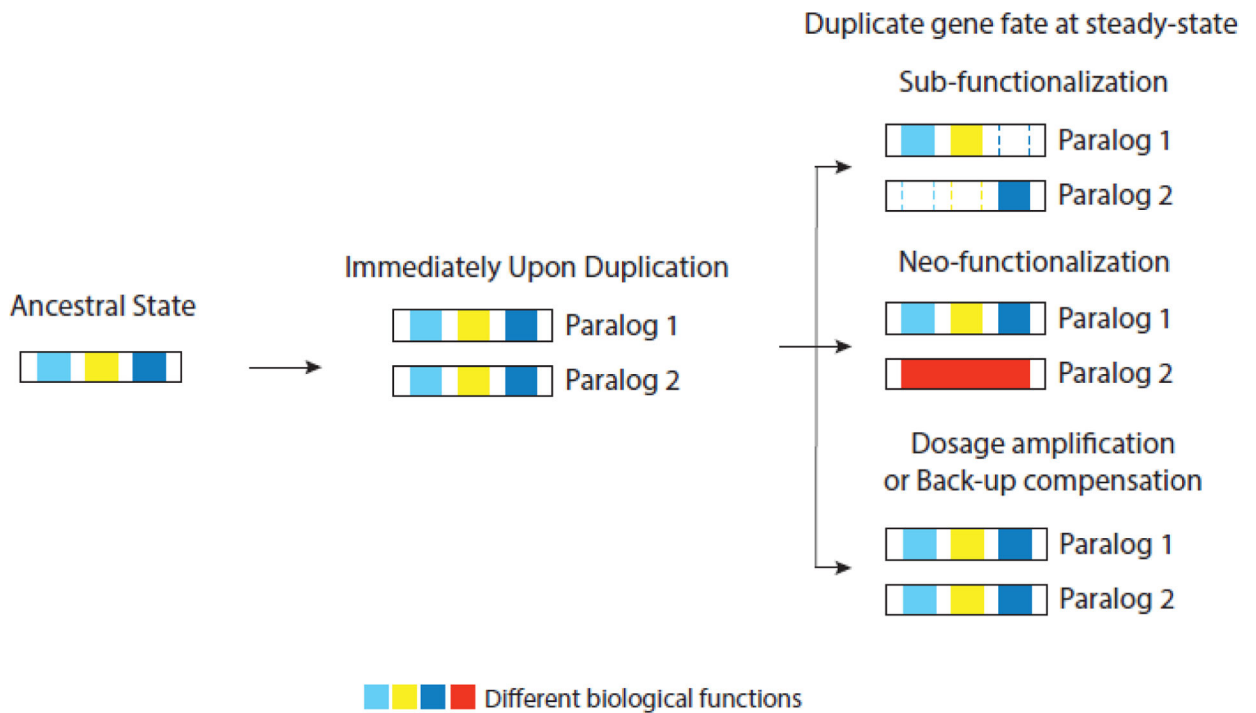 Duplicate gene fate at steady-state
Sub-functionalization
Paralog 1
Paralog 2
Immediately Upon Duplication
Neo-functionalization
Ancestral State
Paralog 1
Paralog 1
Paralog 2
Paralog 2
Dosage amplification
or Back-up compensation
Paralog 1
Paralog 2
Different biological functions